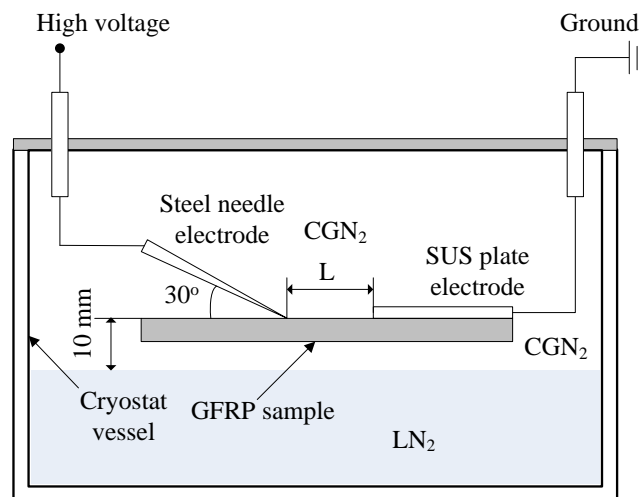 High voltage
Ground
Steel needle
electrode
CGN₂
L
SUS plate
electrode
30°
10 mm
CGN₂
Cryostat
vessel
GFRP sample
LN₂